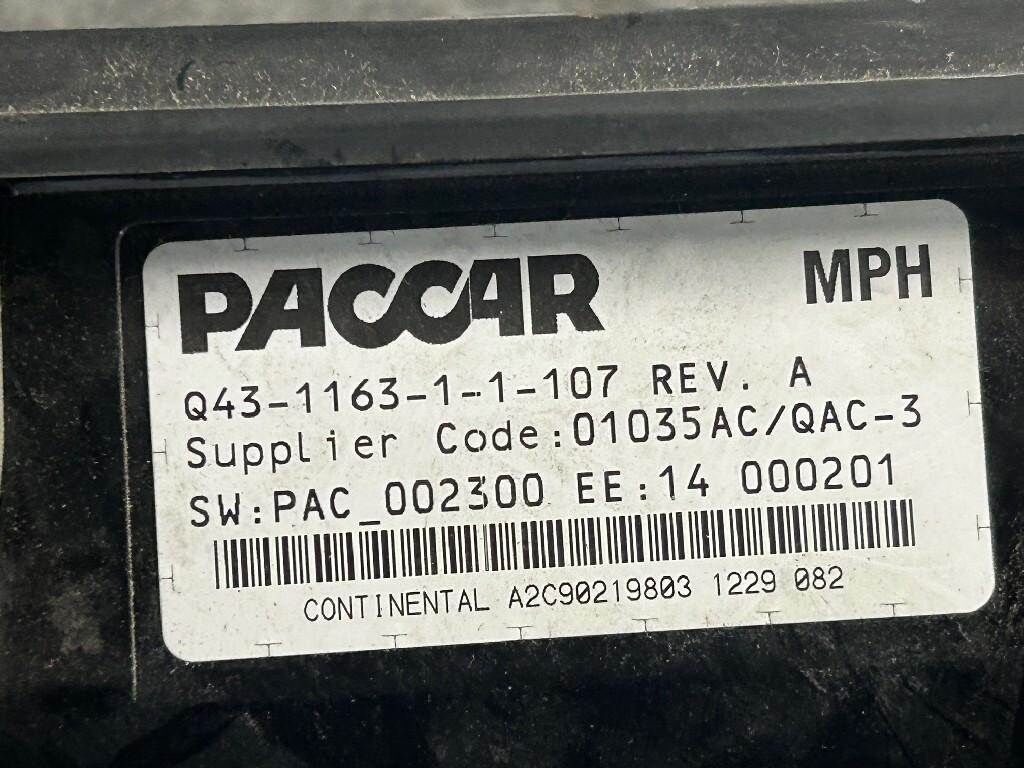 PACCAR MPH
Q43-1163-1-1-107 REV. A
Supplier Code:01035AC/QAC-3
SW:PAC_002300 EE:14 000201
CONTINENTAL A2C90219803 1229 082